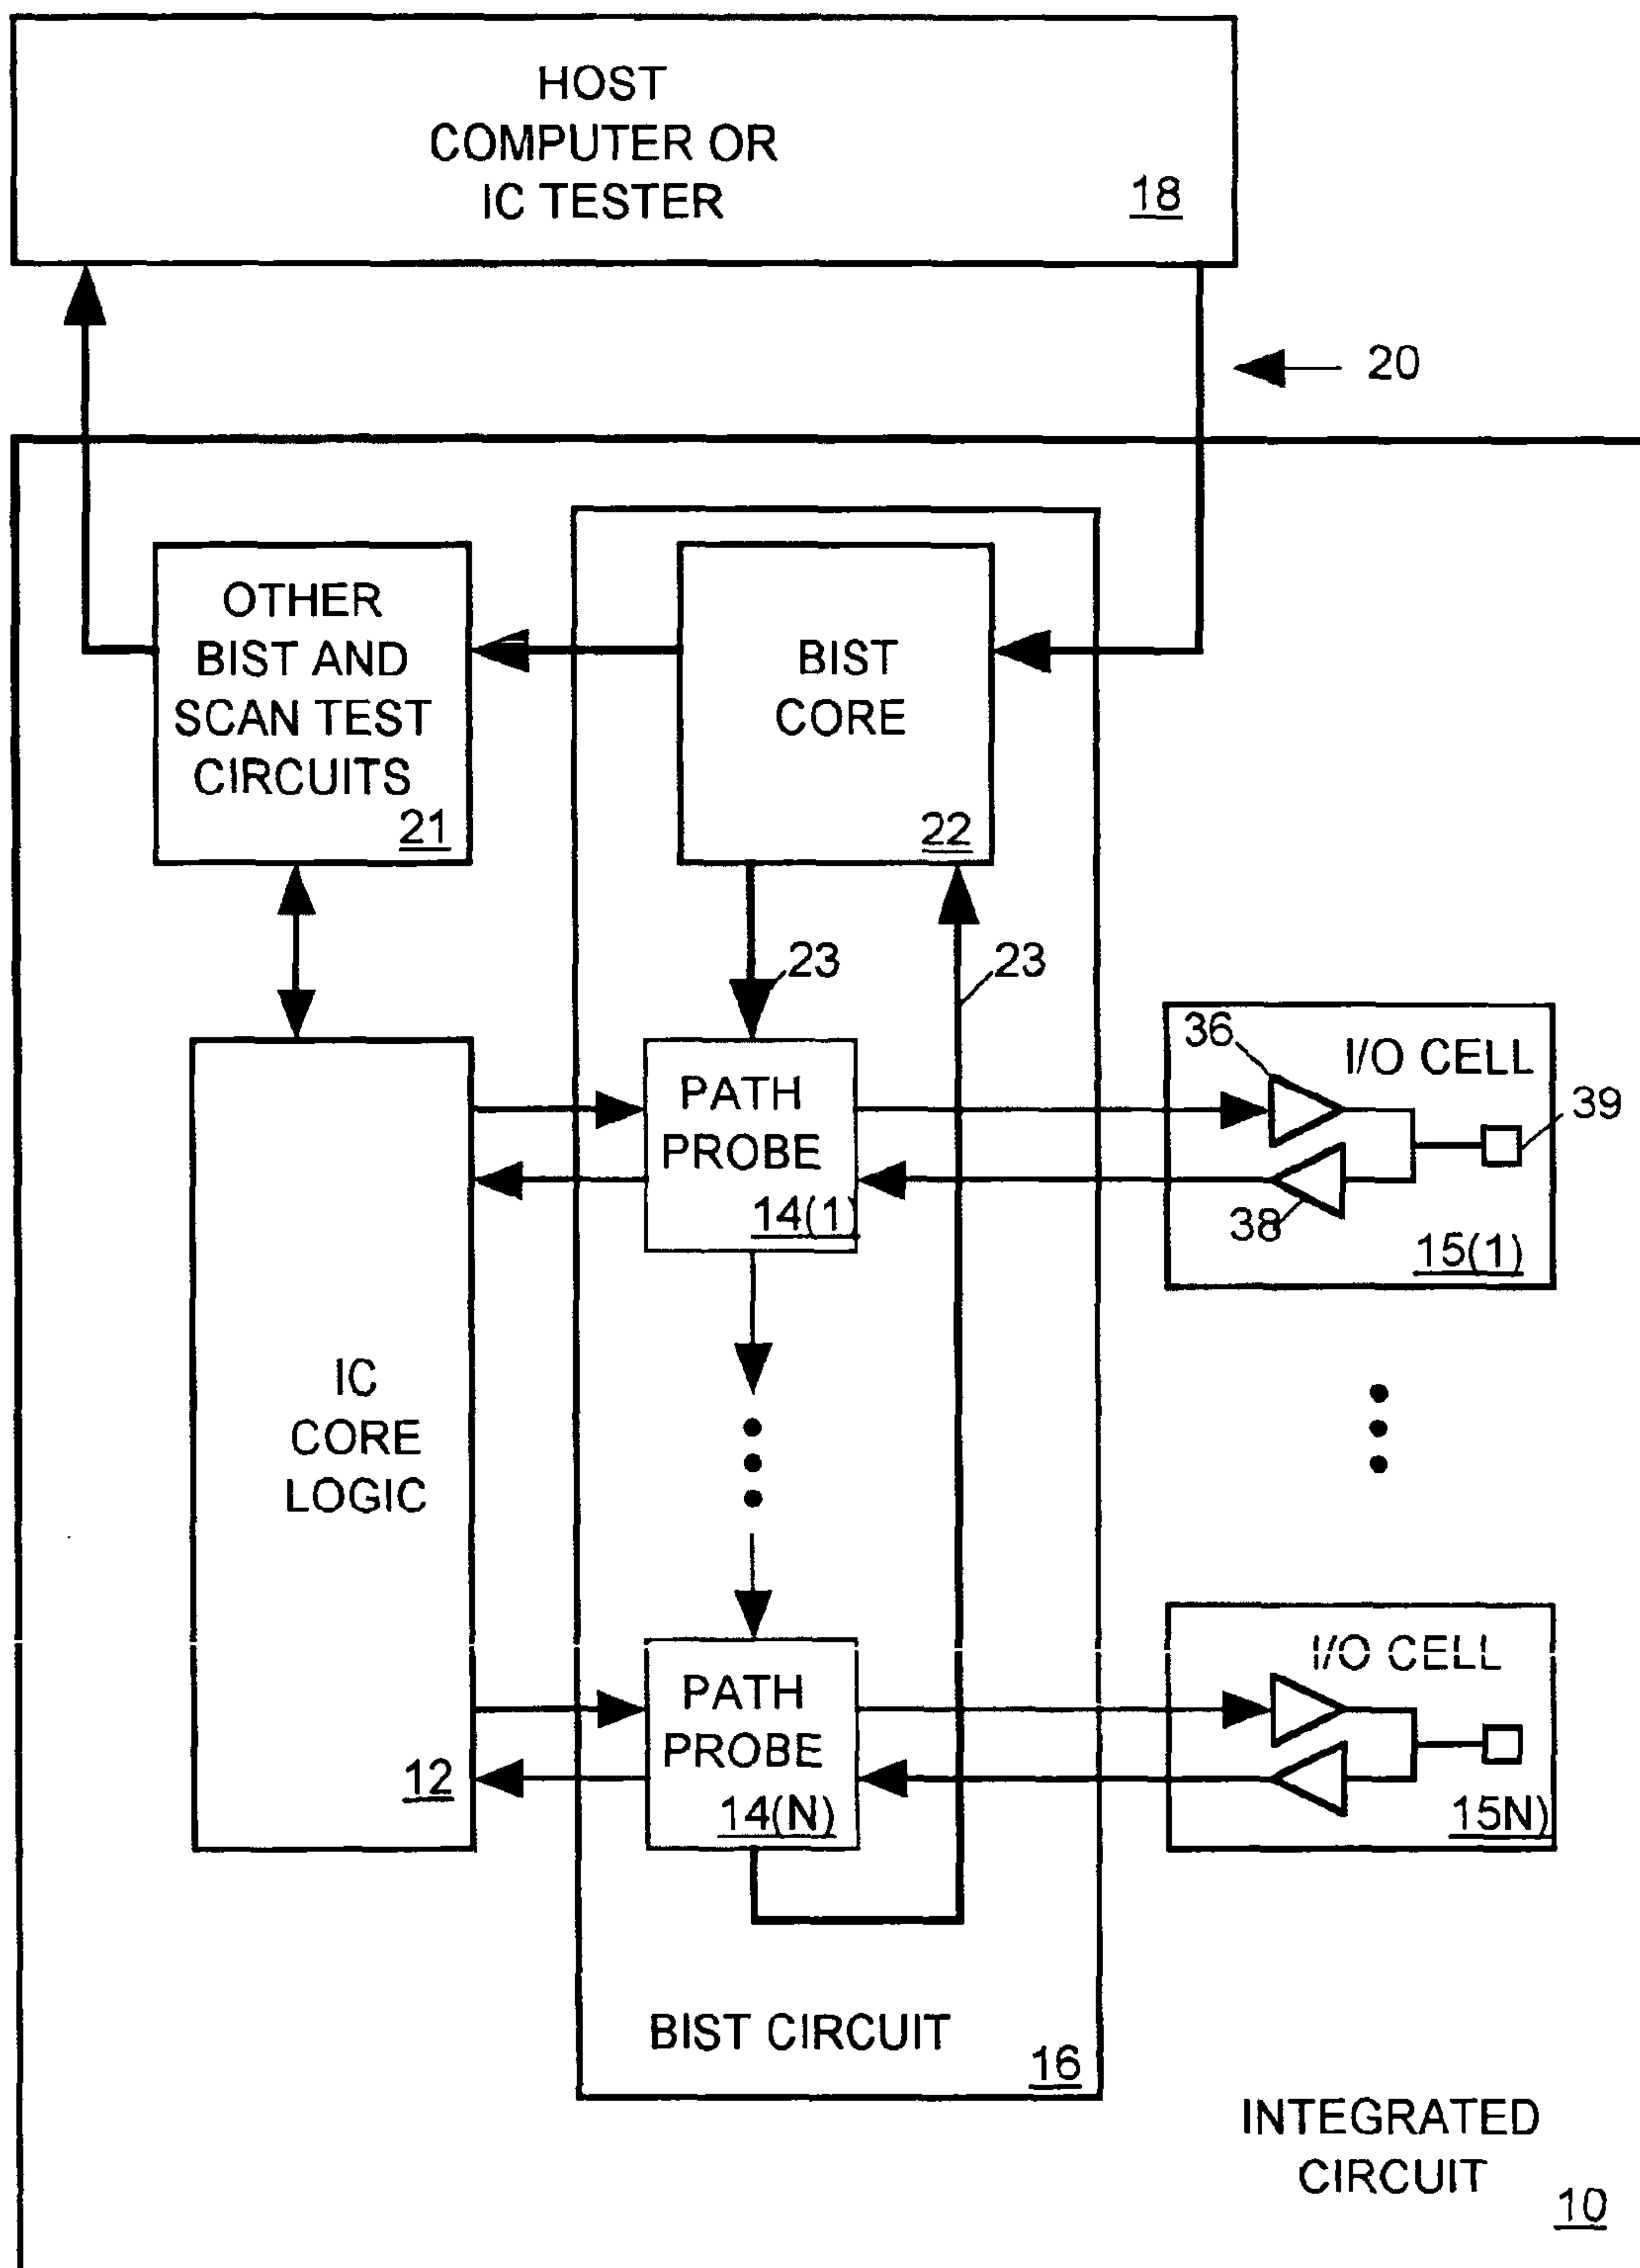 HOST
COMPUTER OR
IC TESTER
18
20
OTHER
BIST AND
SCAN TEST
CIRCUITS
21
BIST
CORE
22
23
23
36
I/O CELL
39
PATH
PROBE
14(1)
38
15(1)
IC
CORE
LOGIC
12
PATH
PROBE
14(N)
I/O CELL
15N)
BIST CIRCUIT
16
INTEGRATED
CIRCUIT
10